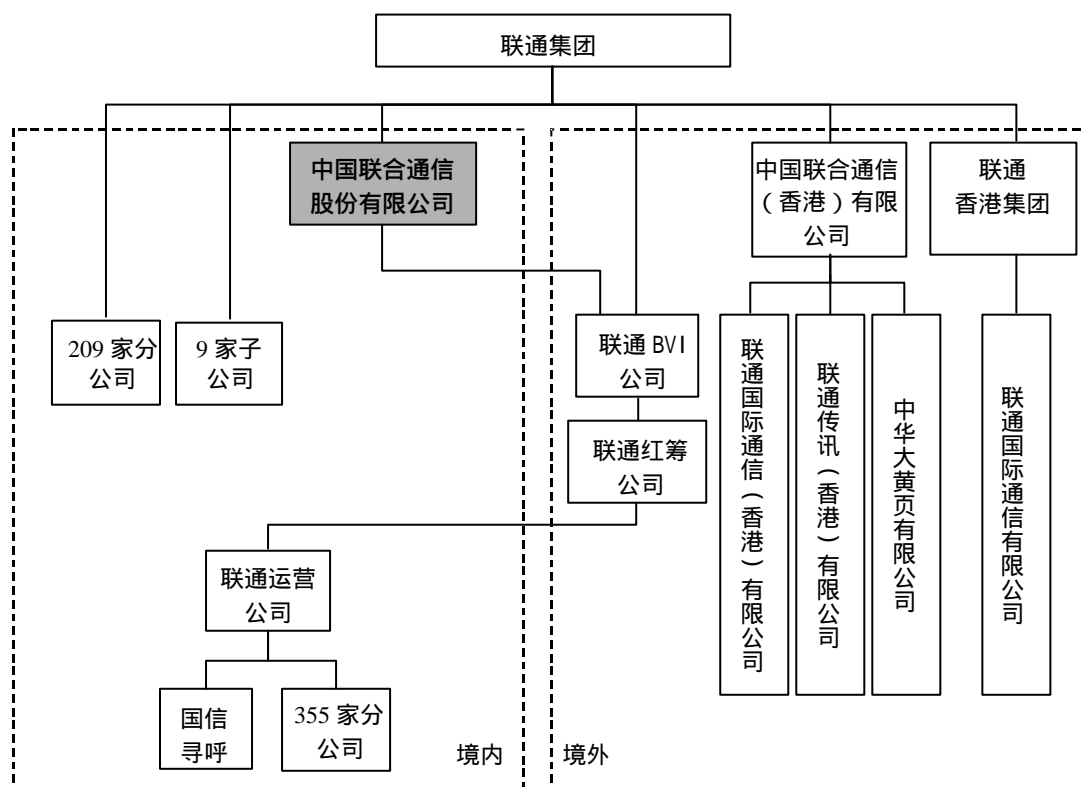 联通集团
中国联合通信
股份有限公司
中国联合通信
（香港）有限
公司
联通
香港集团
209 家分
公司
9 家子
公司
联通 BVI
公司
联通红筹
公司
联通国际通信（香港）有限公司
联通传讯（香港）有限公司
中华大黄页有限公司
联通国际通信有限公司
联通运营
公司
国信
寻呼
355 家分
公司
境内
境外